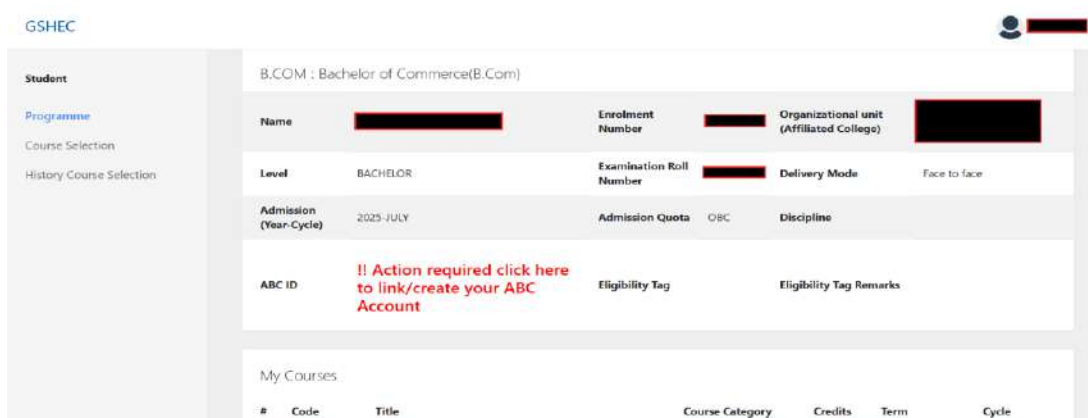 GSHEC
Student
Programme
Course Selection
History Course Selection
B.COM : Bachelor of Commerce(B.Com)
Name Enrolment Number Organizational unit (Affiliated College)
Level BACHELOR Examination Roll Number Delivery Mode Face to face
Admission (Year-Cycle) 2025-JULY Admission Quota OBC Discipline
ABC ID !! Action required click here to link/create your ABC Account Eligibility Tag Eligibility Tag Remarks
My Courses
# Code Title Course Category Credits Term Cycle